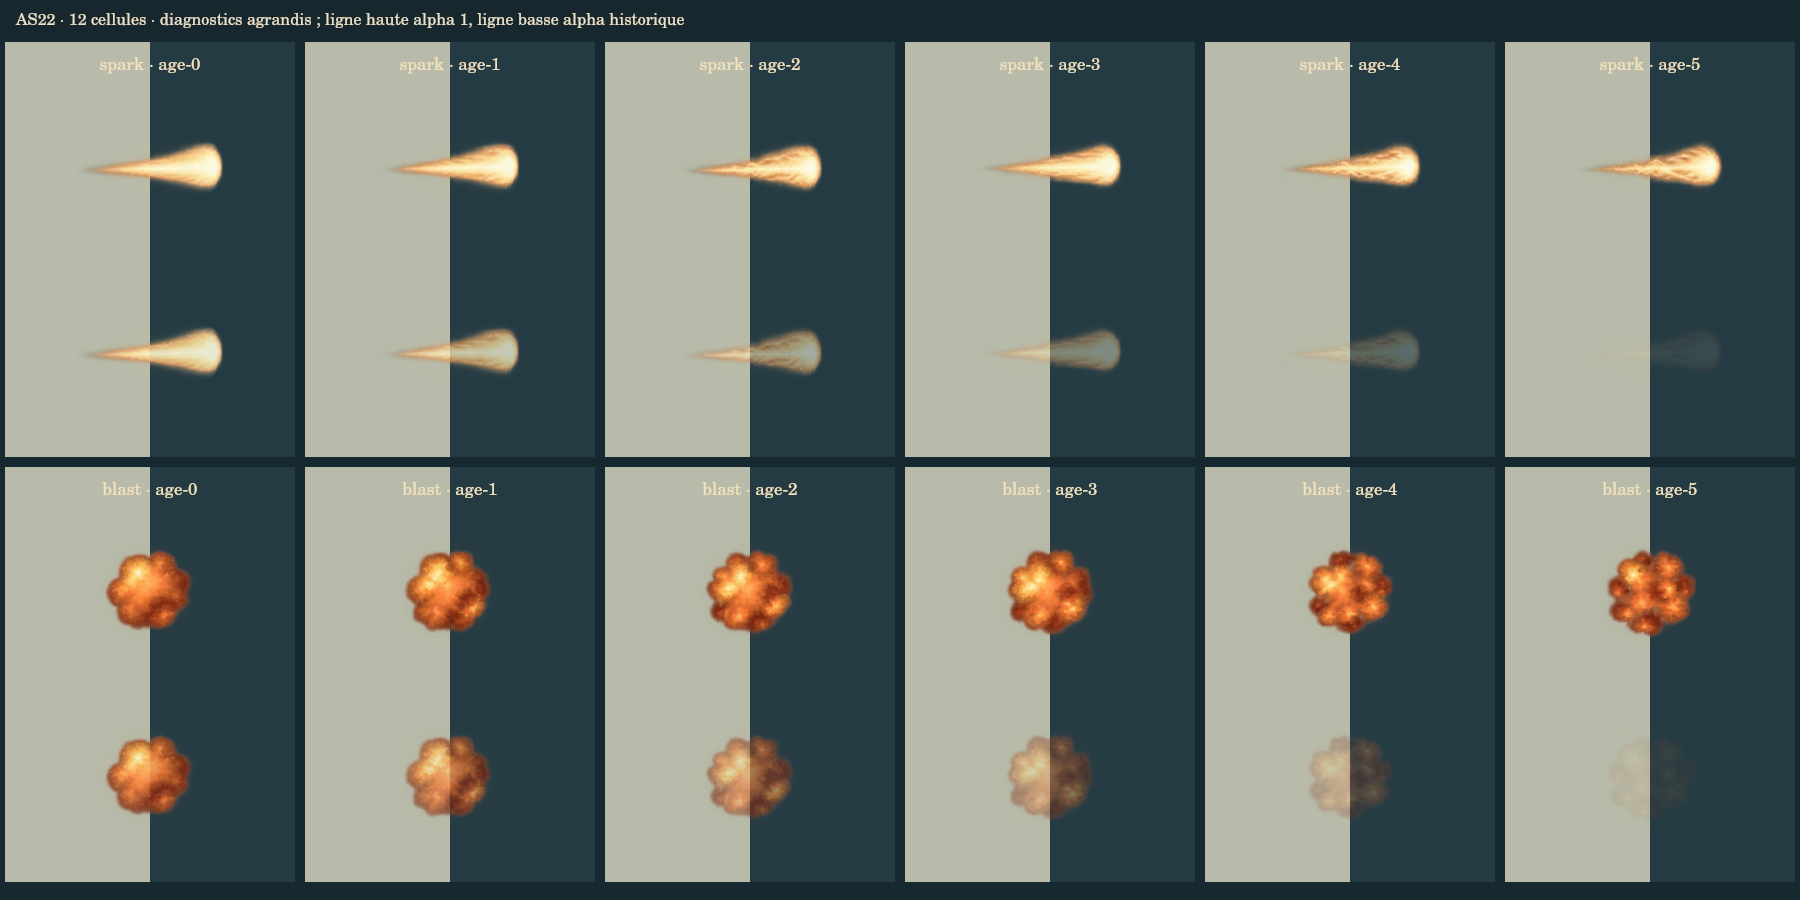 AS22 · 12 cellules · diagnostics agrandis ; ligne haute alpha 1, ligne basse alpha historique
spark · age-0
spark · age-1
spark · age-2
spark · age-3
spark · age-4
spark · age-5
blast · age-0
blast · age-1
blast · age-2
blast · age-3
blast · age-4
blast · age-5